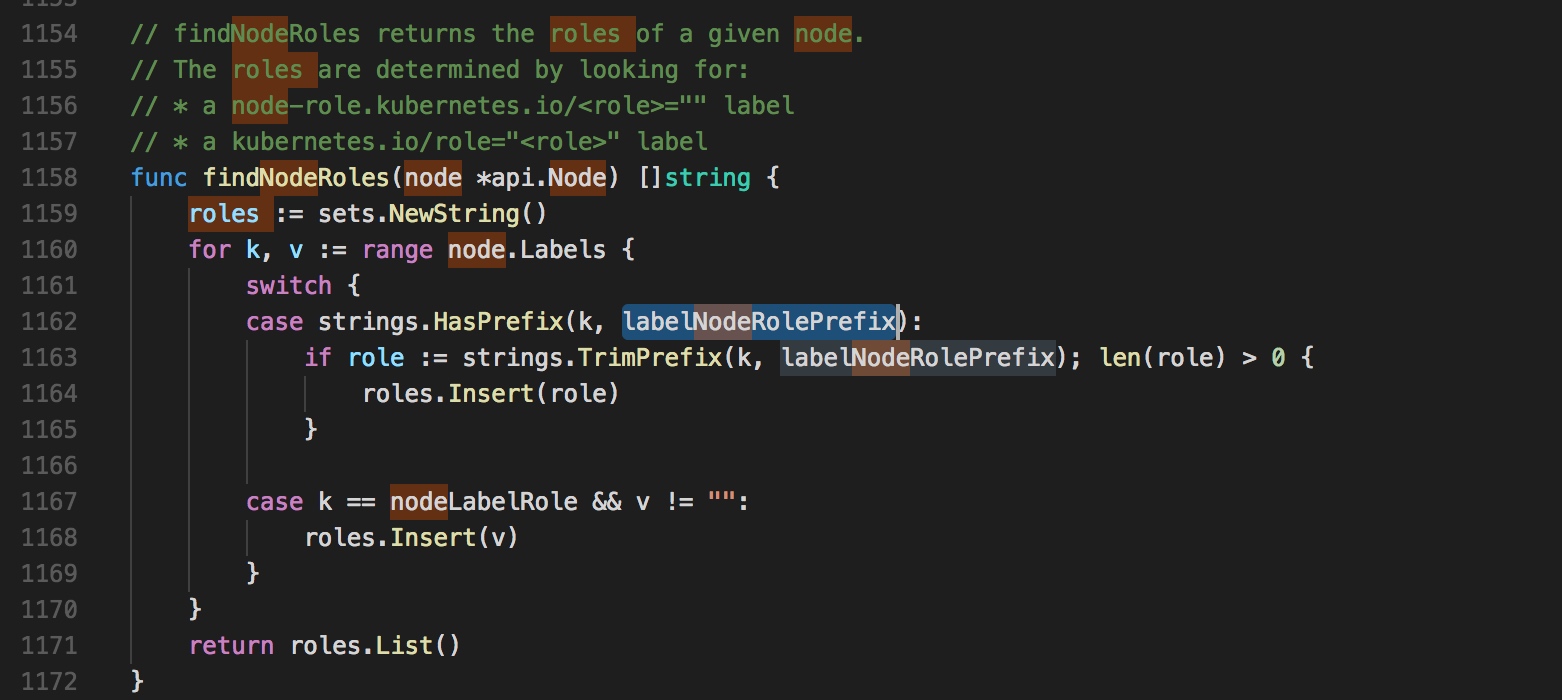 1154 // findNodeRoles returns the roles of a given node.
1155 // The roles are determined by looking for:
1156 // * a node-role.kubernetes.io/<role>="" label
1157 // * a kubernetes.io/role="<role>" label
1158 func findNodeRoles(node *api.Node) []string {
1159     roles := sets.NewString()
1160     for k, v := range node.Labels {
1161         switch {
1162         case strings.HasPrefix(k, labelNodeRolePrefix):
1163             if role := strings.TrimPrefix(k, labelNodeRolePrefix); len(role) > 0 {
1164                 roles.Insert(role)
1165             }
1166
1167         case k == nodeLabelRole && v != "":
1168             roles.Insert(v)
1169         }
1170     }
1171     return roles.List()
1172 }